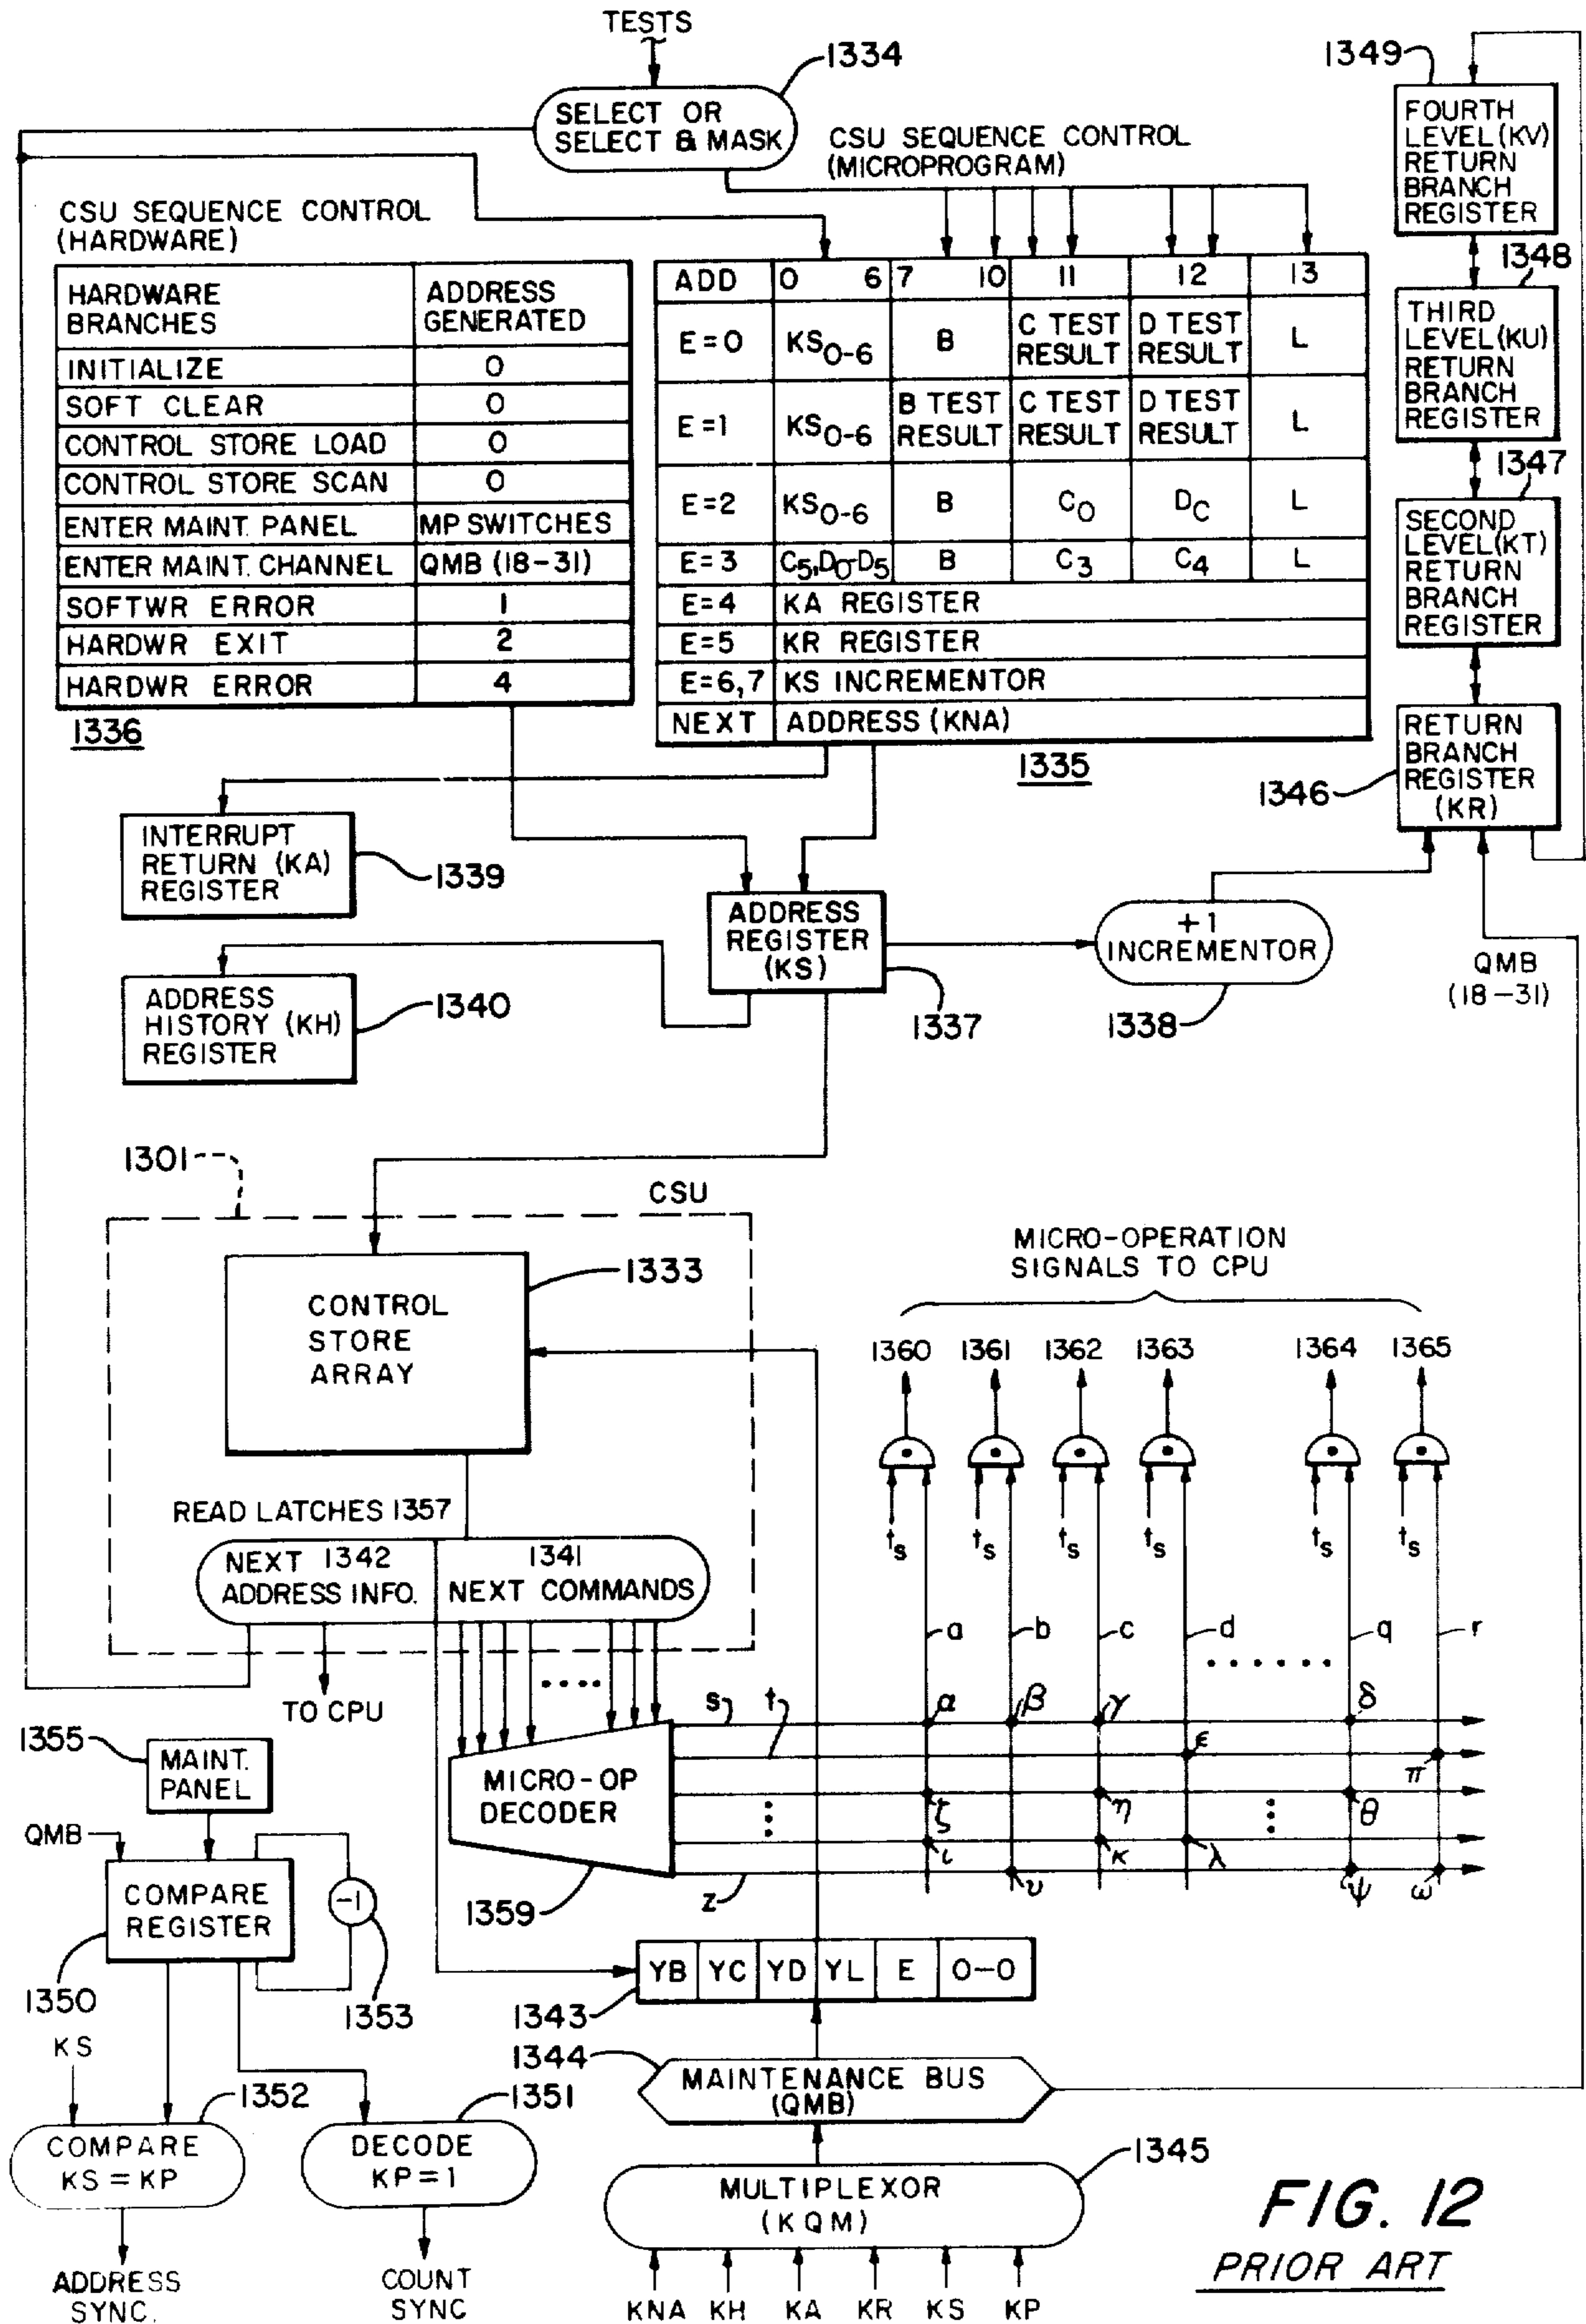 TESTS
1334
SELECT OR
SELECT & MASK
CSU SEQUENCE CONTROL
(MICROPROGRAM)
CSU SEQUENCE CONTROL
(HARDWARE)
HARDWARE BRANCHES ADDRESS GENERATED
INITIALIZE 0
SOFT CLEAR 0
CONTROL STORE LOAD 0
CONTROL STORE SCAN 0
ENTER MAINT. PANEL MP SWITCHES
ENTER MAINT. CHANNEL QMB (18-31)
SOFTWR ERROR 1
HARDWR EXIT 2
HARDWR ERROR 4
1336
ADD 0 6 7 10 11 12 13
E=0 KS0-6 B C TEST RESULT D TEST RESULT L
E=1 KS0-6 B TEST RESULT C TEST RESULT D TEST RESULT L
E=2 KS0-6 B C0 DC L
E=3 C5,D0-D5 B C3 C4 L
E=4 KA REGISTER
E=5 KR REGISTER
E=6,7 KS INCREMENTOR
NEXT ADDRESS (KNA)
1335
1349
FOURTH
LEVEL(KV)
RETURN
BRANCH
REGISTER
1348
THIRD
LEVEL(KU)
RETURN
BRANCH
REGISTER
1347
SECOND
LEVEL(KT)
RETURN
BRANCH
REGISTER
RETURN
BRANCH
REGISTER
(KR)
1346
INTERRUPT
RETURN (KA)
REGISTER
1339
ADDRESS
HISTORY (KH)
REGISTER
1340
ADDRESS
REGISTER
(KS)
1337
+1
INCREMENTOR
1338
QMB
(18-31)
1301
CSU
CONTROL
STORE
ARRAY
1333
READ LATCHES 1357
NEXT 1342
ADDRESS INFO.
1341
NEXT COMMANDS
TO CPU
MICRO-OPERATION
SIGNALS TO CPU
1360 1361 1362 1363 1364 1365
ts ts ts ts ts ts
a b c d q r
s t
α β γ δ
ε π
ζ η θ
ι κ λ
z υ ψ ω
MICRO-OP
DECODER
1359
1355
MAINT.
PANEL
QMB
COMPARE
REGISTER
-1
1350
1353
KS
1352
COMPARE
KS = KP
ADDRESS
SYNC.
1351
DECODE
KP = 1
COUNT
SYNC
YB YC YD YL E 0-0
1343
1344
MAINTENANCE BUS
(QMB)
1345
MULTIPLEXOR
(KQM)
KNA KH KA KR KS KP
FIG. 12
PRIOR ART